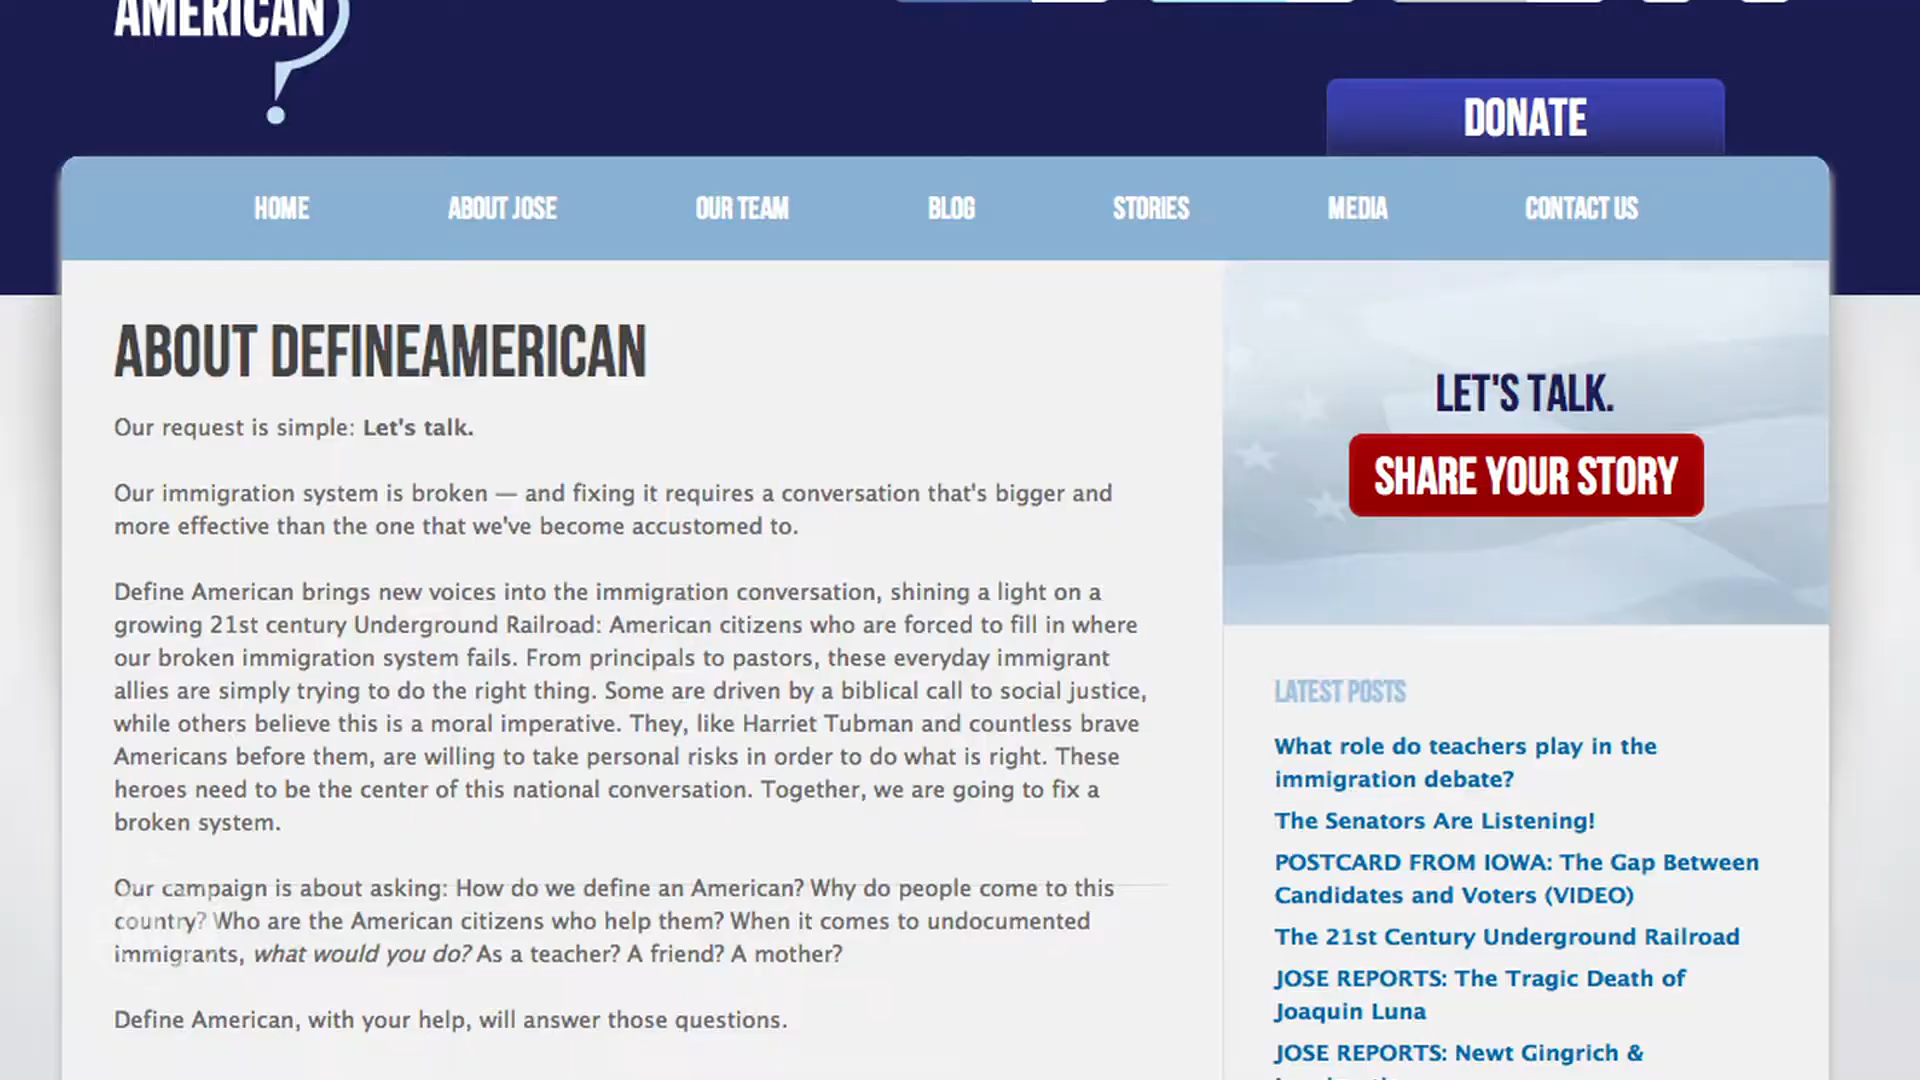 AMERICAN
DONATE
HOME ABOUT JOSE OUR TEAM BLOG STORIES MEDIA CONTACT US
ABOUT DEFINEAMERICAN
Our request is simple: Let's talk.
Our immigration system is broken — and fixing it requires a conversation that's bigger and
more effective than the one that we've become accustomed to.
Define American brings new voices into the immigration conversation, shining a light on a
growing 21st century Underground Railroad: American citizens who are forced to fill in where
our broken immigration system fails. From principals to pastors, these everyday immigrant
allies are simply trying to do the right thing. Some are driven by a biblical call to social justice,
while others believe this is a moral imperative. They, like Harriet Tubman and countless brave
Americans before them, are willing to take personal risks in order to do what is right. These
heroes need to be the center of this national conversation. Together, we are going to fix a
broken system.
Our campaign is about asking: How do we define an American? Why do people come to this
country? Who are the American citizens who help them? When it comes to undocumented
immigrants, what would you do? As a teacher? A friend? A mother?
Define American, with your help, will answer those questions.
LET'S TALK.
SHARE YOUR STORY
LATEST POSTS
What role do teachers play in the
immigration debate?
The Senators Are Listening!
POSTCARD FROM IOWA: The Gap Between
Candidates and Voters (VIDEO)
The 21st Century Underground Railroad
JOSE REPORTS: The Tragic Death of
Joaquin Luna
JOSE REPORTS: Newt Gingrich &